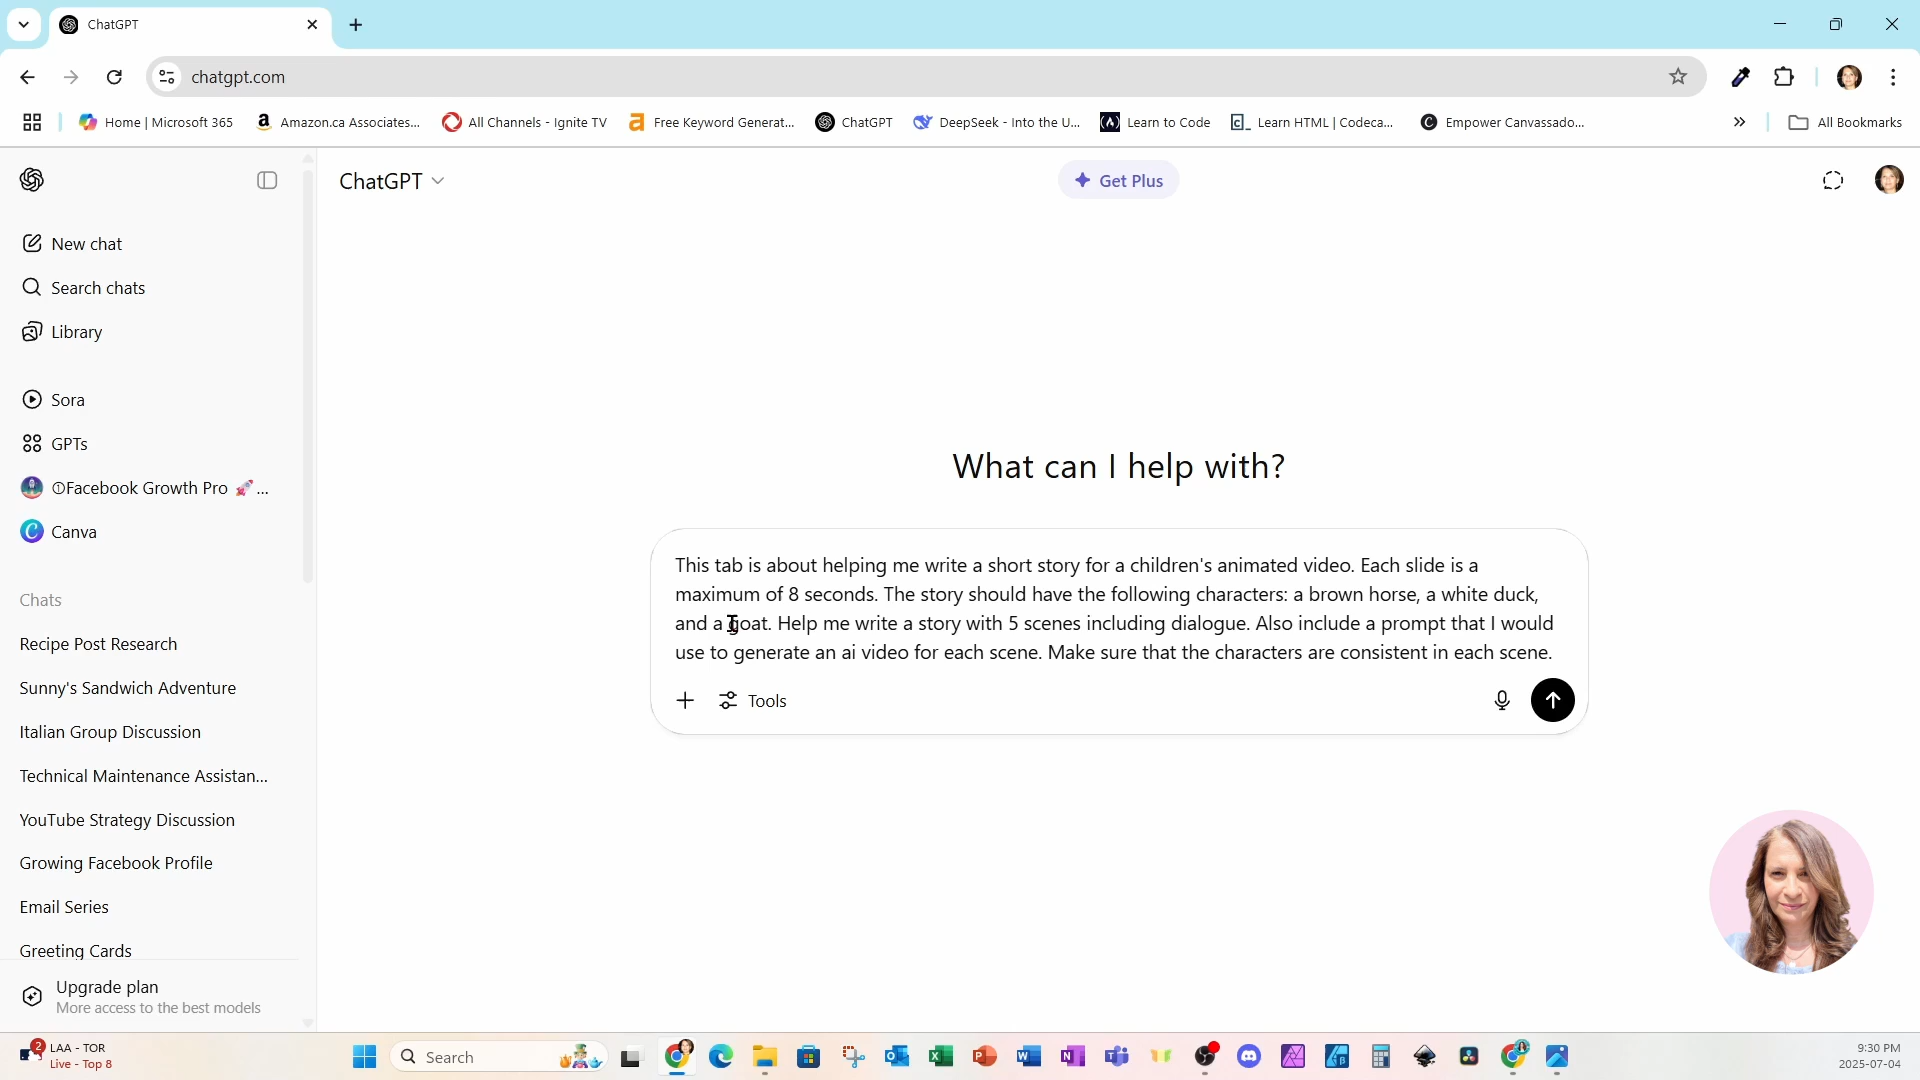 ChatGPT
chatgpt.com
Home | Microsoft 365
Amazon.ca Associates...
All Channels - Ignite TV
Free Keyword Generat...
ChatGPT
DeepSeek - Into the U...
Learn to Code
Learn HTML | Codeca...
Empower Canvassado...
All Bookmarks
ChatGPT
Get Plus
New chat
Search chats
Library
Sora
GPTs
①Facebook Growth Pro 🚀 ...
Canva
Chats
Recipe Post Research
Sunny's Sandwich Adventure
Italian Group Discussion
Technical Maintenance Assistan...
YouTube Strategy Discussion
Growing Facebook Profile
Email Series
Greeting Cards
Upgrade plan
More access to the best models
What can I help with?
This tab is about helping me write a short story for a children's animated video. Each slide is a
maximum of 8 seconds. The story should have the following characters: a brown horse, a white duck,
and a goat. Help me write a story with 5 scenes including dialogue. Also include a prompt that I would
use to generate an ai video for each scene. Make sure that the characters are consistent in each scene.
Tools
2
LAA - TOR
Live - Top 8
Search
9:30 PM
2025-07-04